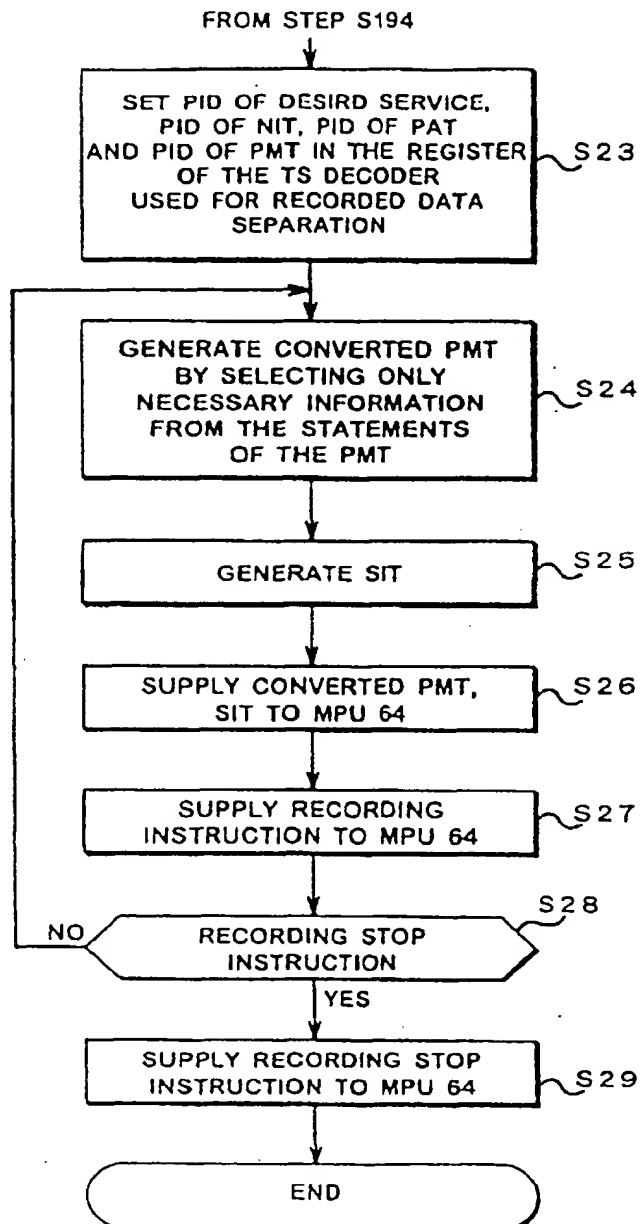 FROM STEP S194
SET PID OF DESIRD SERVICE,
PID OF NIT, PID OF PAT
AND PID OF PMT IN THE REGISTER
OF THE TS DECODER
USED FOR RECORDED DATA
SEPARATION
S23
GENERATE CONVERTED PMT
BY SELECTING ONLY
NECESSARY INFORMATION
FROM THE STATEMENTS
OF THE PMT
S24
GENERATE SIT
S25
SUPPLY CONVERTED PMT,
SIT TO MPU 64
S26
SUPPLY RECORDING
INSTRUCTION TO MPU 64
S27
S28
NO
RECORDING STOP
INSTRUCTION
YES
SUPPLY RECORDING STOP
INSTRUCTION TO MPU 64
S29
END